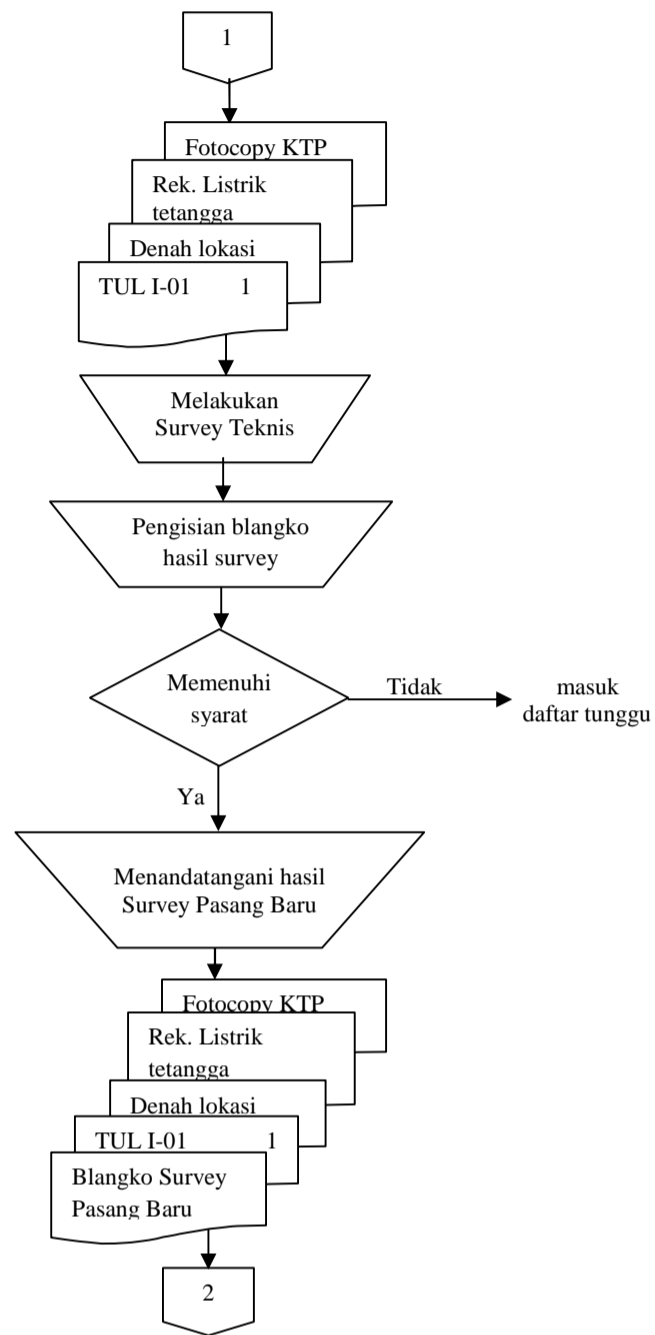 1
Fotocopy KTP
Rek. Listrik
tetangga
Denah lokasi
TUL I-01 1
Melakukan
Survey Teknis
Pengisian blangko
hasil survey
Memenuhi
syarat
Tidak
masuk
daftar tunggu
Ya
Menandatangani hasil
Survey Pasang Baru
Fotocopy KTP
Rek. Listrik
tetangga
Denah lokasi
TUL I-01 1
Blangko Survey
Pasang Baru
2